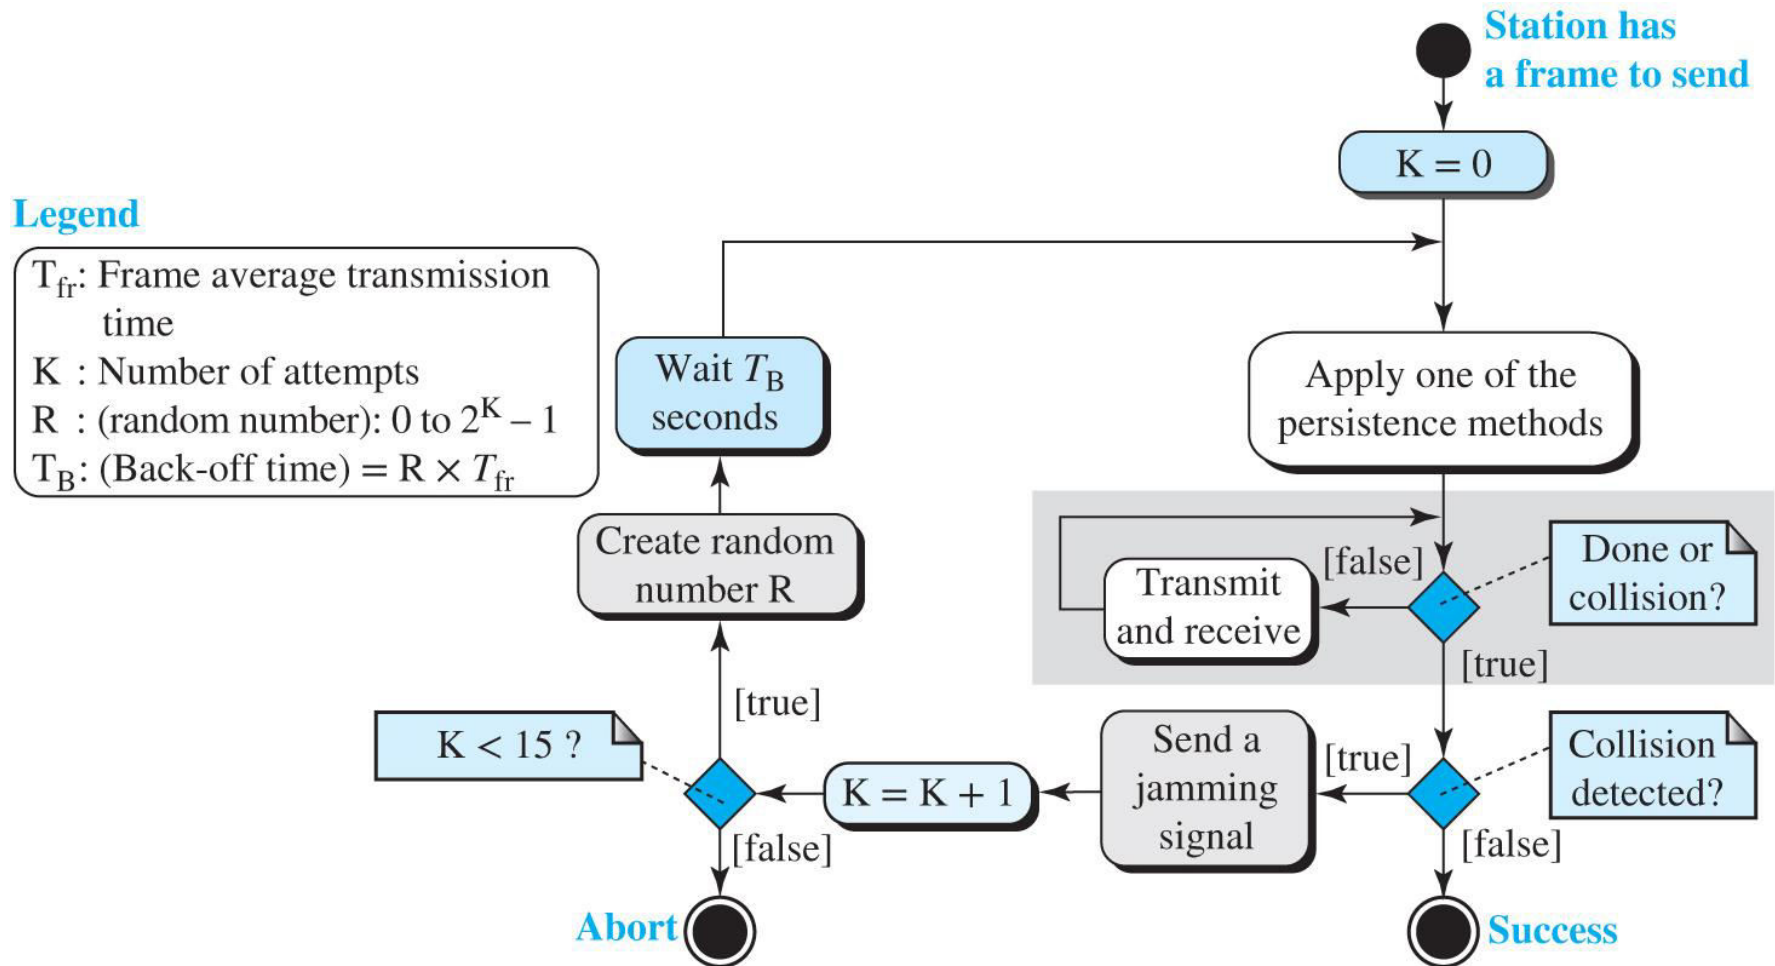 Station has
a frame to send
K = 0
Legend
T_fr: Frame average transmission
time
K : Number of attempts
R : (random number): 0 to 2^K – 1
T_B: (Back-off time) = R × T_fr
Wait T_B
seconds
Apply one of the
persistence methods
Create random
number R
[false]
Transmit
and receive
Done or
collision?
[true]
[true]
K < 15 ?
K = K + 1
Send a
jamming
signal
[true]
Collision
detected?
[false]
[false]
Abort
Success